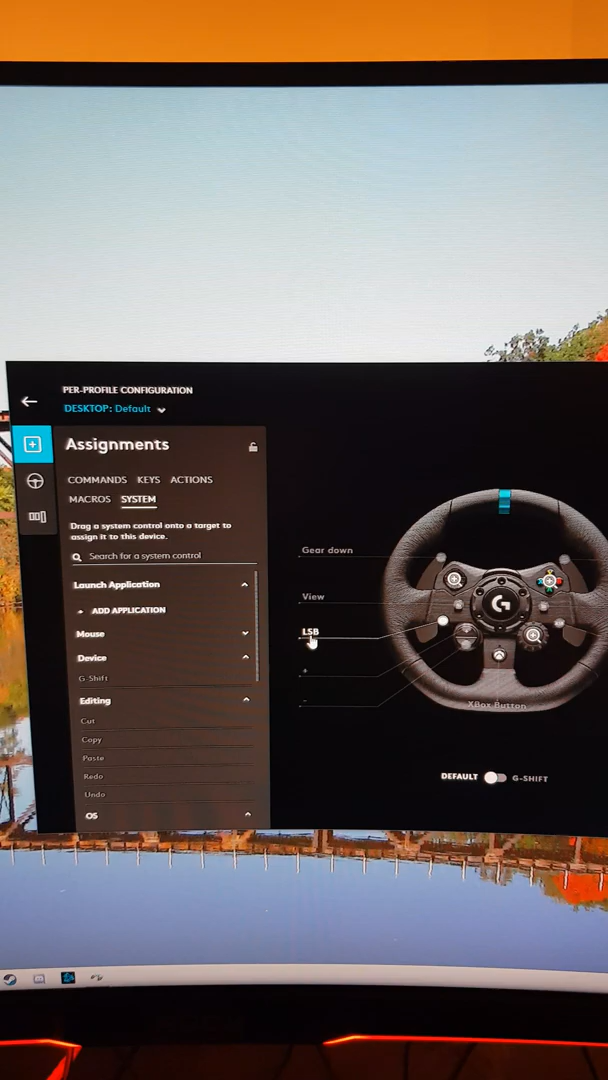 PER-PROFILE CONFIGURATION
DESKTOP: Default
Assignments
COMMANDS KEYS ACTIONS
MACROS SYSTEM
Drag a system control onto a target to
assign it to this device.
Search for a system control
Launch Application
+ ADD APPLICATION
Mouse
Device
G-Shift
Editing
Cut
Copy
Paste
Redo
Undo
OS
Gear down
View
LSB
+
-
G
XBox Button
DEFAULT G-SHIFT